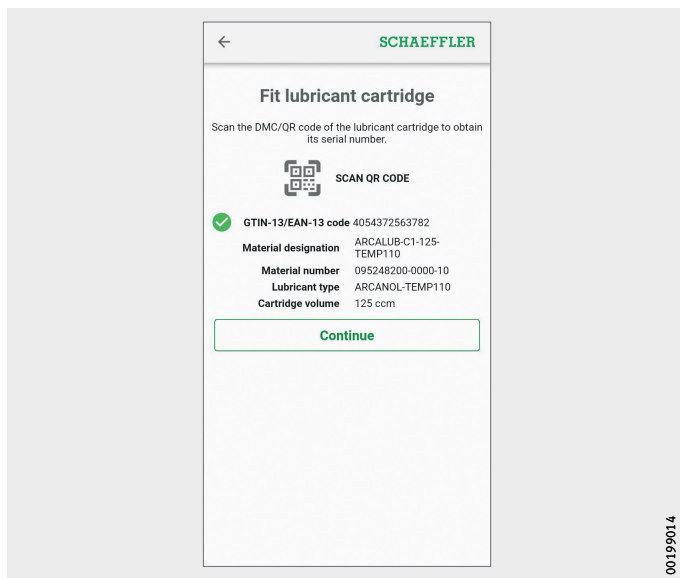 SCHAEFFLER
Fit lubricant cartridge
Scan the DMC/QR code of the lubricant cartridge to obtain
its serial number.
SCAN QR CODE
GTIN-13/EAN-13 code 4054372563782
Material designation ARCALUB-C1-125-
TEMP110
Material number 095248200-0000-10
Lubricant type ARCANOL-TEMP110
Cartridge volume 125 ccm
Continue
00199014